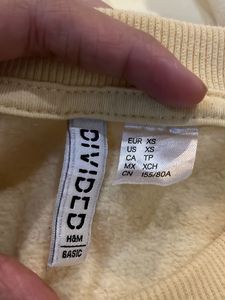 DIVIDED
H&M
BASIC
EUR XS
US XS
CA TP
MX XCH
CN 155/80A